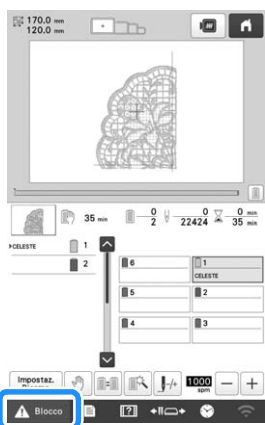 170.0 mm
120.0 mm
35 min
0
2
0
22424
0 min
35 min
CELESTE 1
2
6
1
CELESTE
5
2
4
3
Impostaz.
1000
spm
Blocco